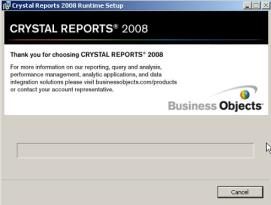 Crystal Reports 2008 Runtime Setup
CRYSTAL REPORTS® 2008
Thank you for choosing CRYSTAL REPORTS® 2008
For more information on our reporting, query and analysis,
performance management, analytic applications, and data
integration solutions please visit businessobjects.com/products
or contact your account representative.
Business Objects
Cancel